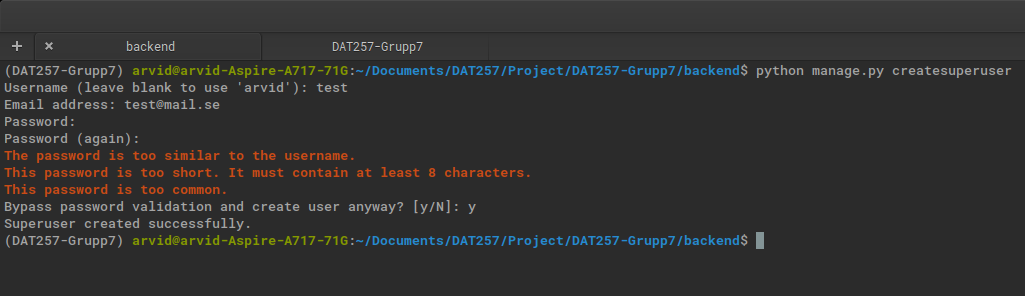 + × backend DAT257-Grupp7
(DAT257-Grupp7) arvid@arvid-Aspire-A717-71G:~/Documents/DAT257/Project/DAT257-Grupp7/backend$ python manage.py createsuperuser
Username (leave blank to use 'arvid'): test
Email address: test@mail.se
Password:
Password (again):
The password is too similar to the username.
This password is too short. It must contain at least 8 characters.
This password is too common.
Bypass password validation and create user anyway? [y/N]: y
Superuser created successfully.
(DAT257-Grupp7) arvid@arvid-Aspire-A717-71G:~/Documents/DAT257/Project/DAT257-Grupp7/backend$